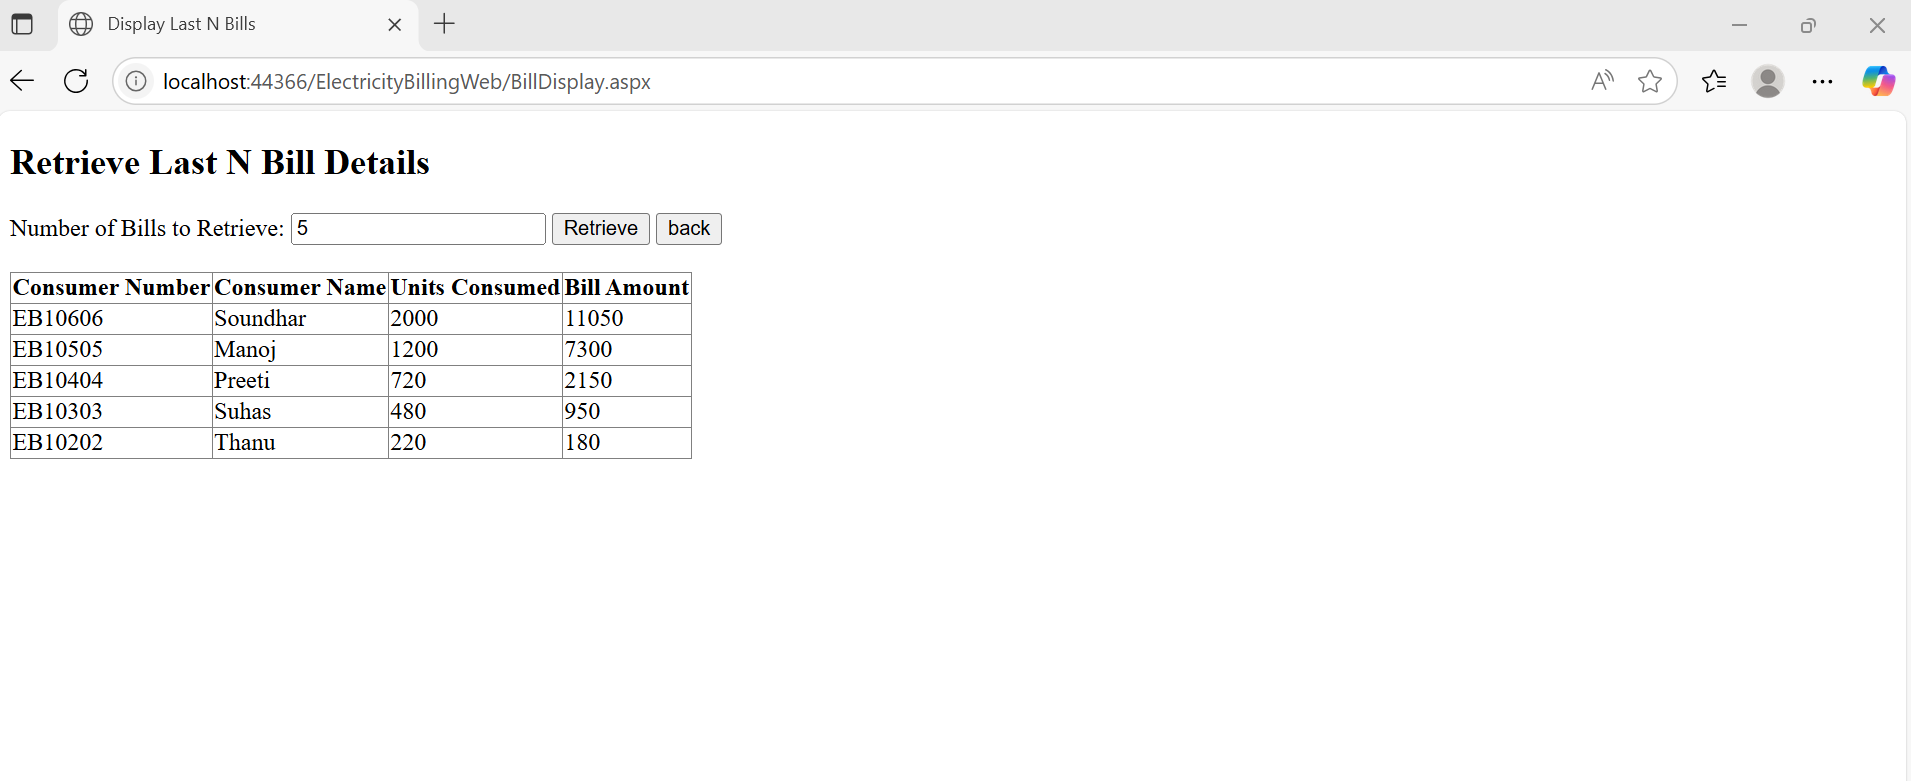 Display Last N Bills
localhost:44366/ElectricityBillingWeb/BillDisplay.aspx
Retrieve Last N Bill Details
Number of Bills to Retrieve: 5 Retrieve back
Consumer Number Consumer Name Units Consumed Bill Amount
EB10606 Soundhar 2000 11050
EB10505 Manoj 1200 7300
EB10404 Preeti 720 2150
EB10303 Suhas 480 950
EB10202 Thanu 220 180